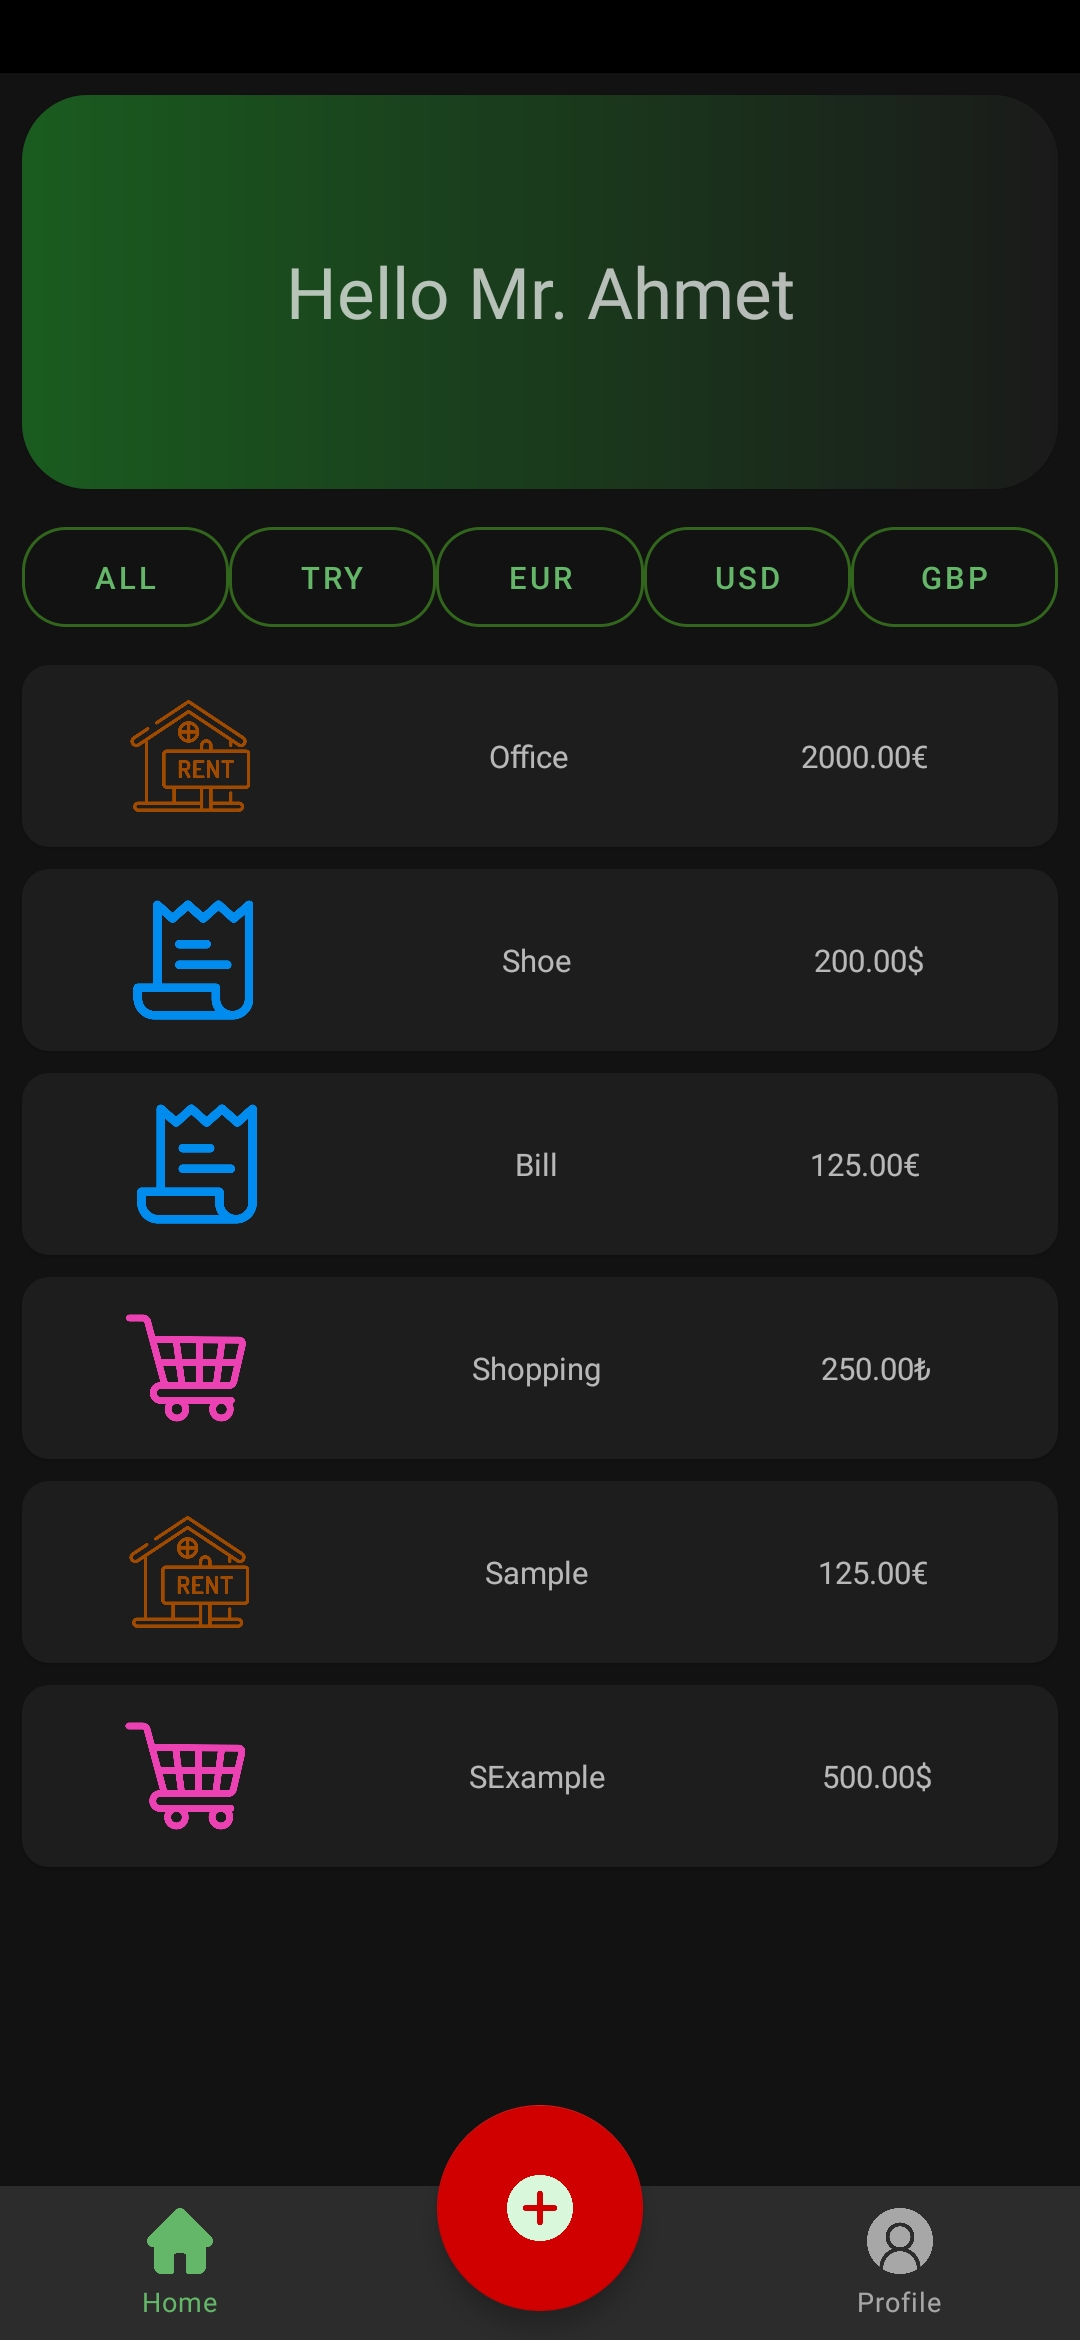 Hello Mr. Ahmet
ALL TRY EUR USD GBP
RENT Office 2000.00€
Shoe 200.00$
Bill 125.00€
Shopping 250.00₺
RENT Sample 125.00€
SExample 500.00$
Home Profile